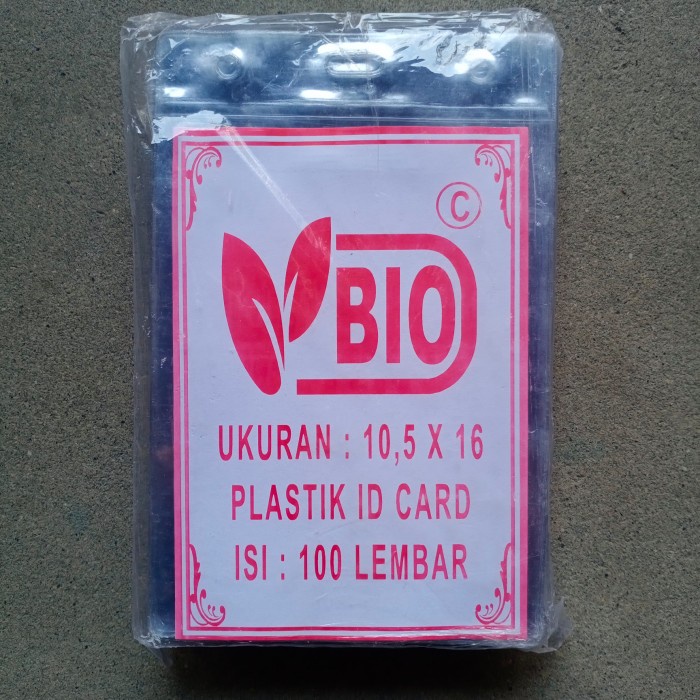 ©
BIO
UKURAN : 10,5 X 16
PLASTIK ID CARD
ISI : 100 LEMBAR